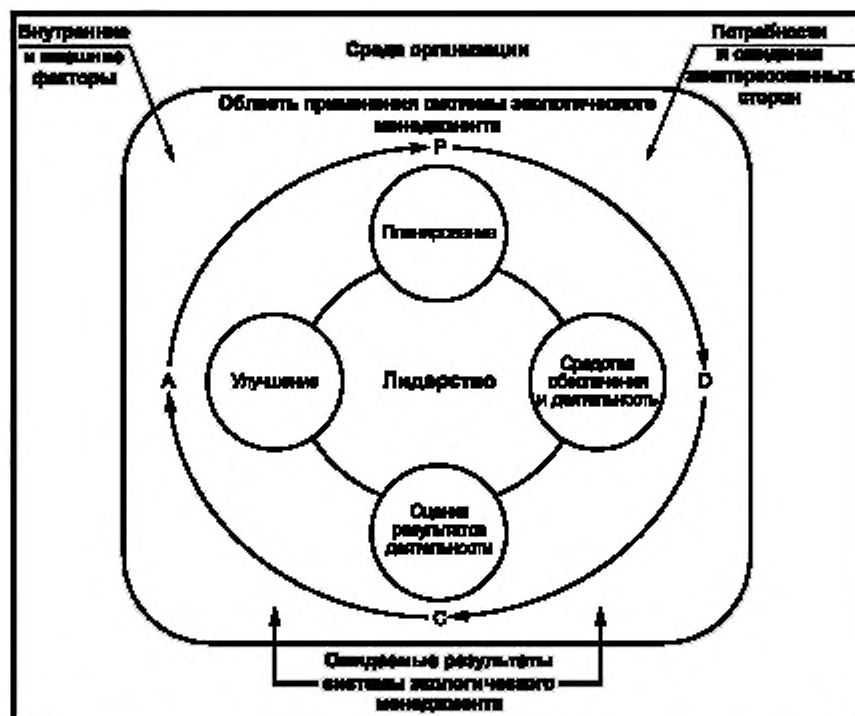 Внутренние
и внешние
факторы
Среда организации
Потребности
и ожидания
заинтересованных
сторон
Область применения системы экологического
менеджмента
P
Планирование
A
Улучшение
Лидерство
Средства
обеспечения
и деятельность
D
Оценка
результатов
деятельности
C
Ожидаемые результаты
системы экологического
менеджмента